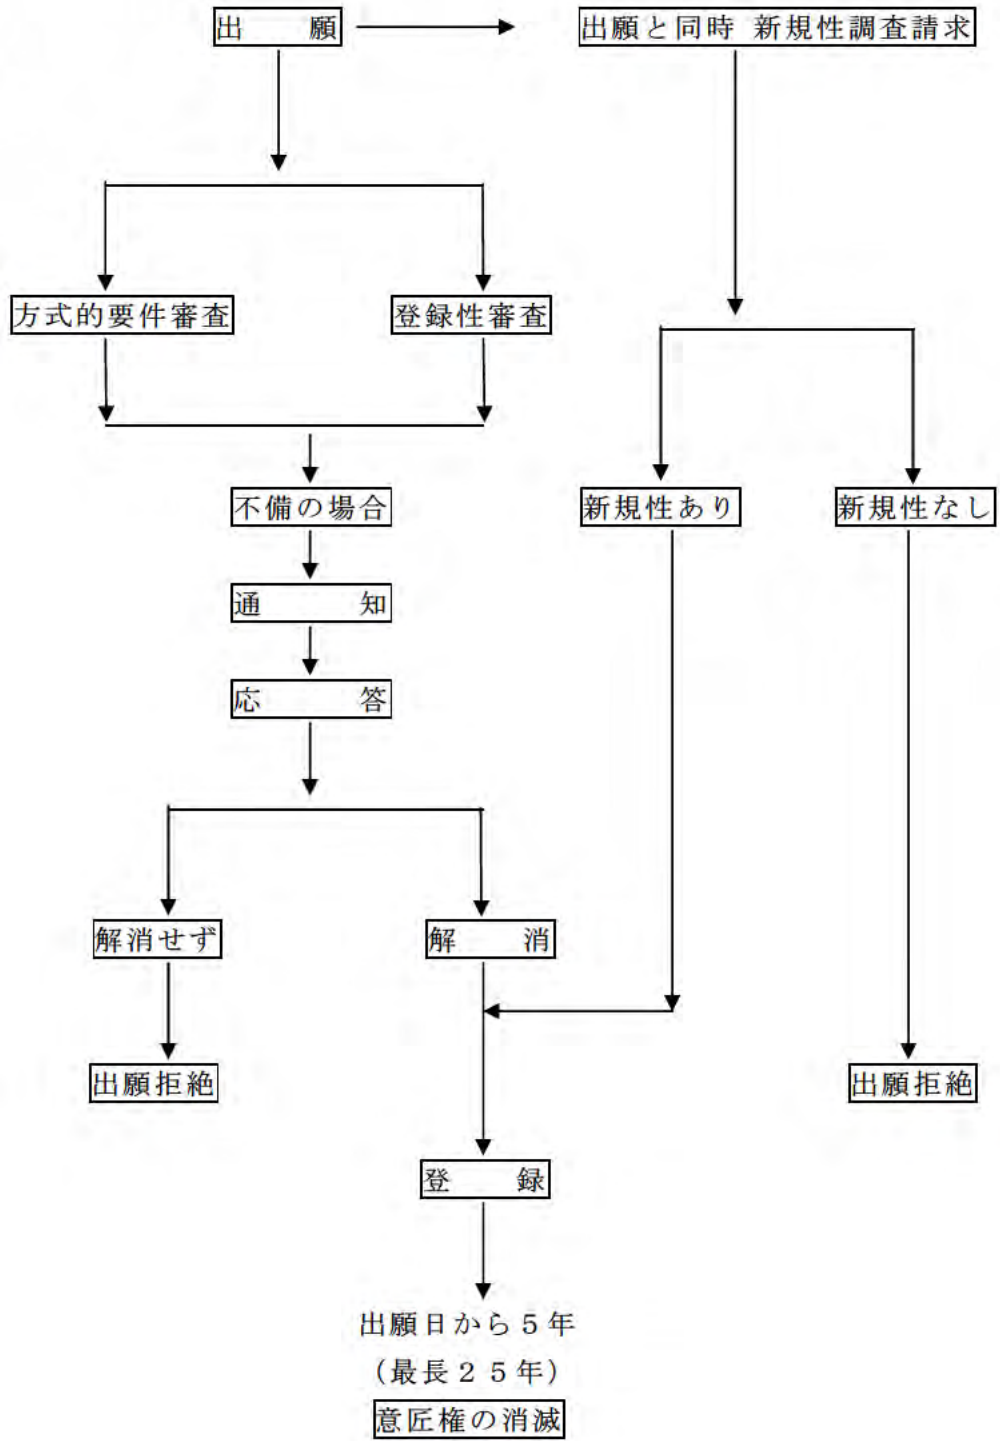 出　　願
出願と同時 新規性調査請求
方式的要件審査
登録性審査
不備の場合
新規性あり
新規性なし
通　　　知
応　　　答
解消せず
解　　消
出願拒絶
出願拒絶
登　　録
出願日から５年
（最長２５年）
意匠権の消滅